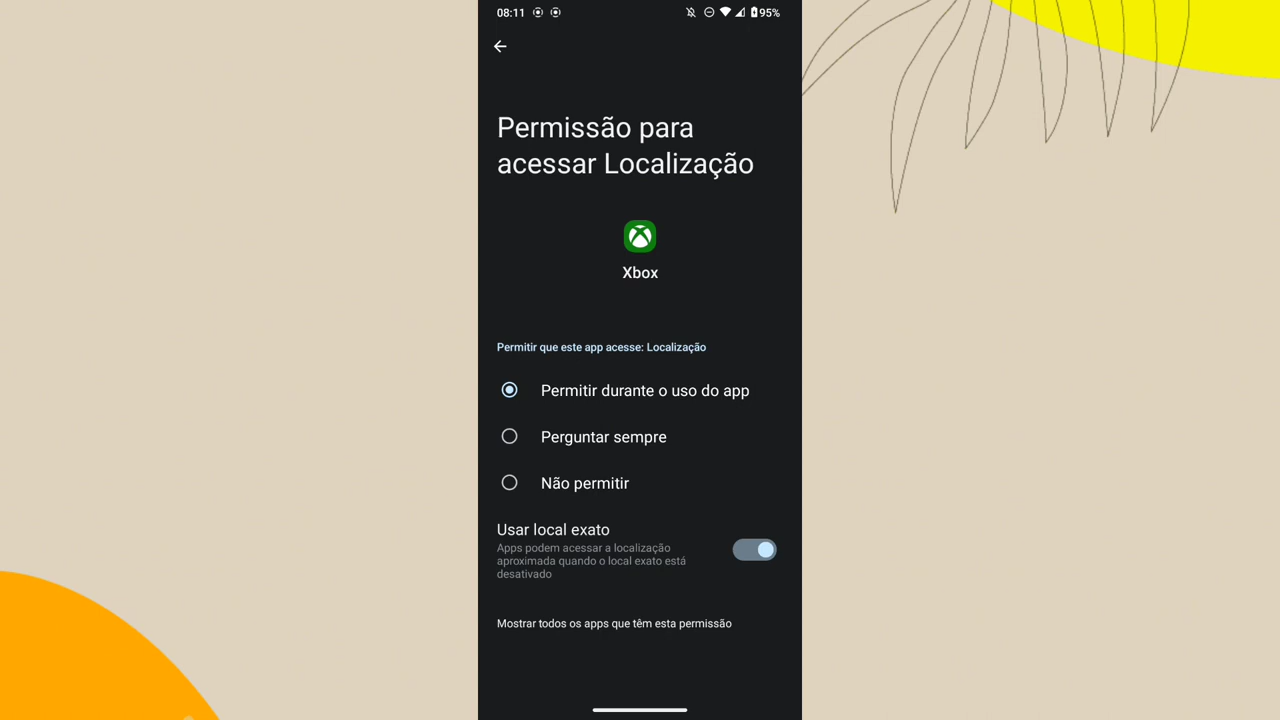 08:11
95%
Permissão para
acessar Localização
Xbox
Permitir que este app acesse: Localização
Permitir durante o uso do app
Perguntar sempre
Não permitir
Usar local exato
Apps podem acessar a localização
aproximada quando o local exato está
desativado
Mostrar todos os apps que têm esta permissão